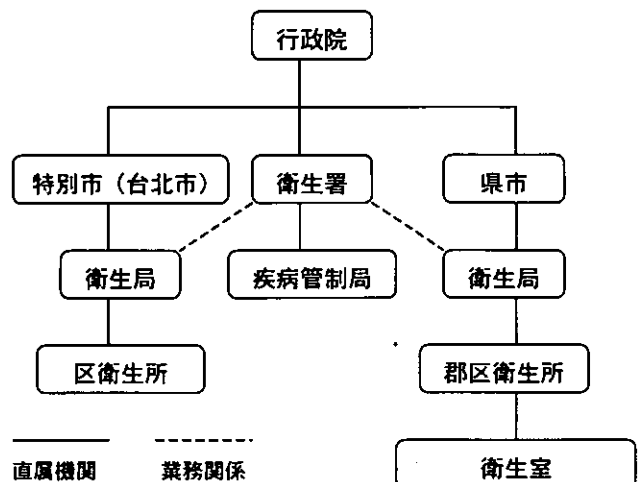 行政院
特別市（台北市） 衛生署 県市
衛生局 疾病管制局 衛生局
区衛生所 郡区衛生所
直属機関 業務関係 衛生室